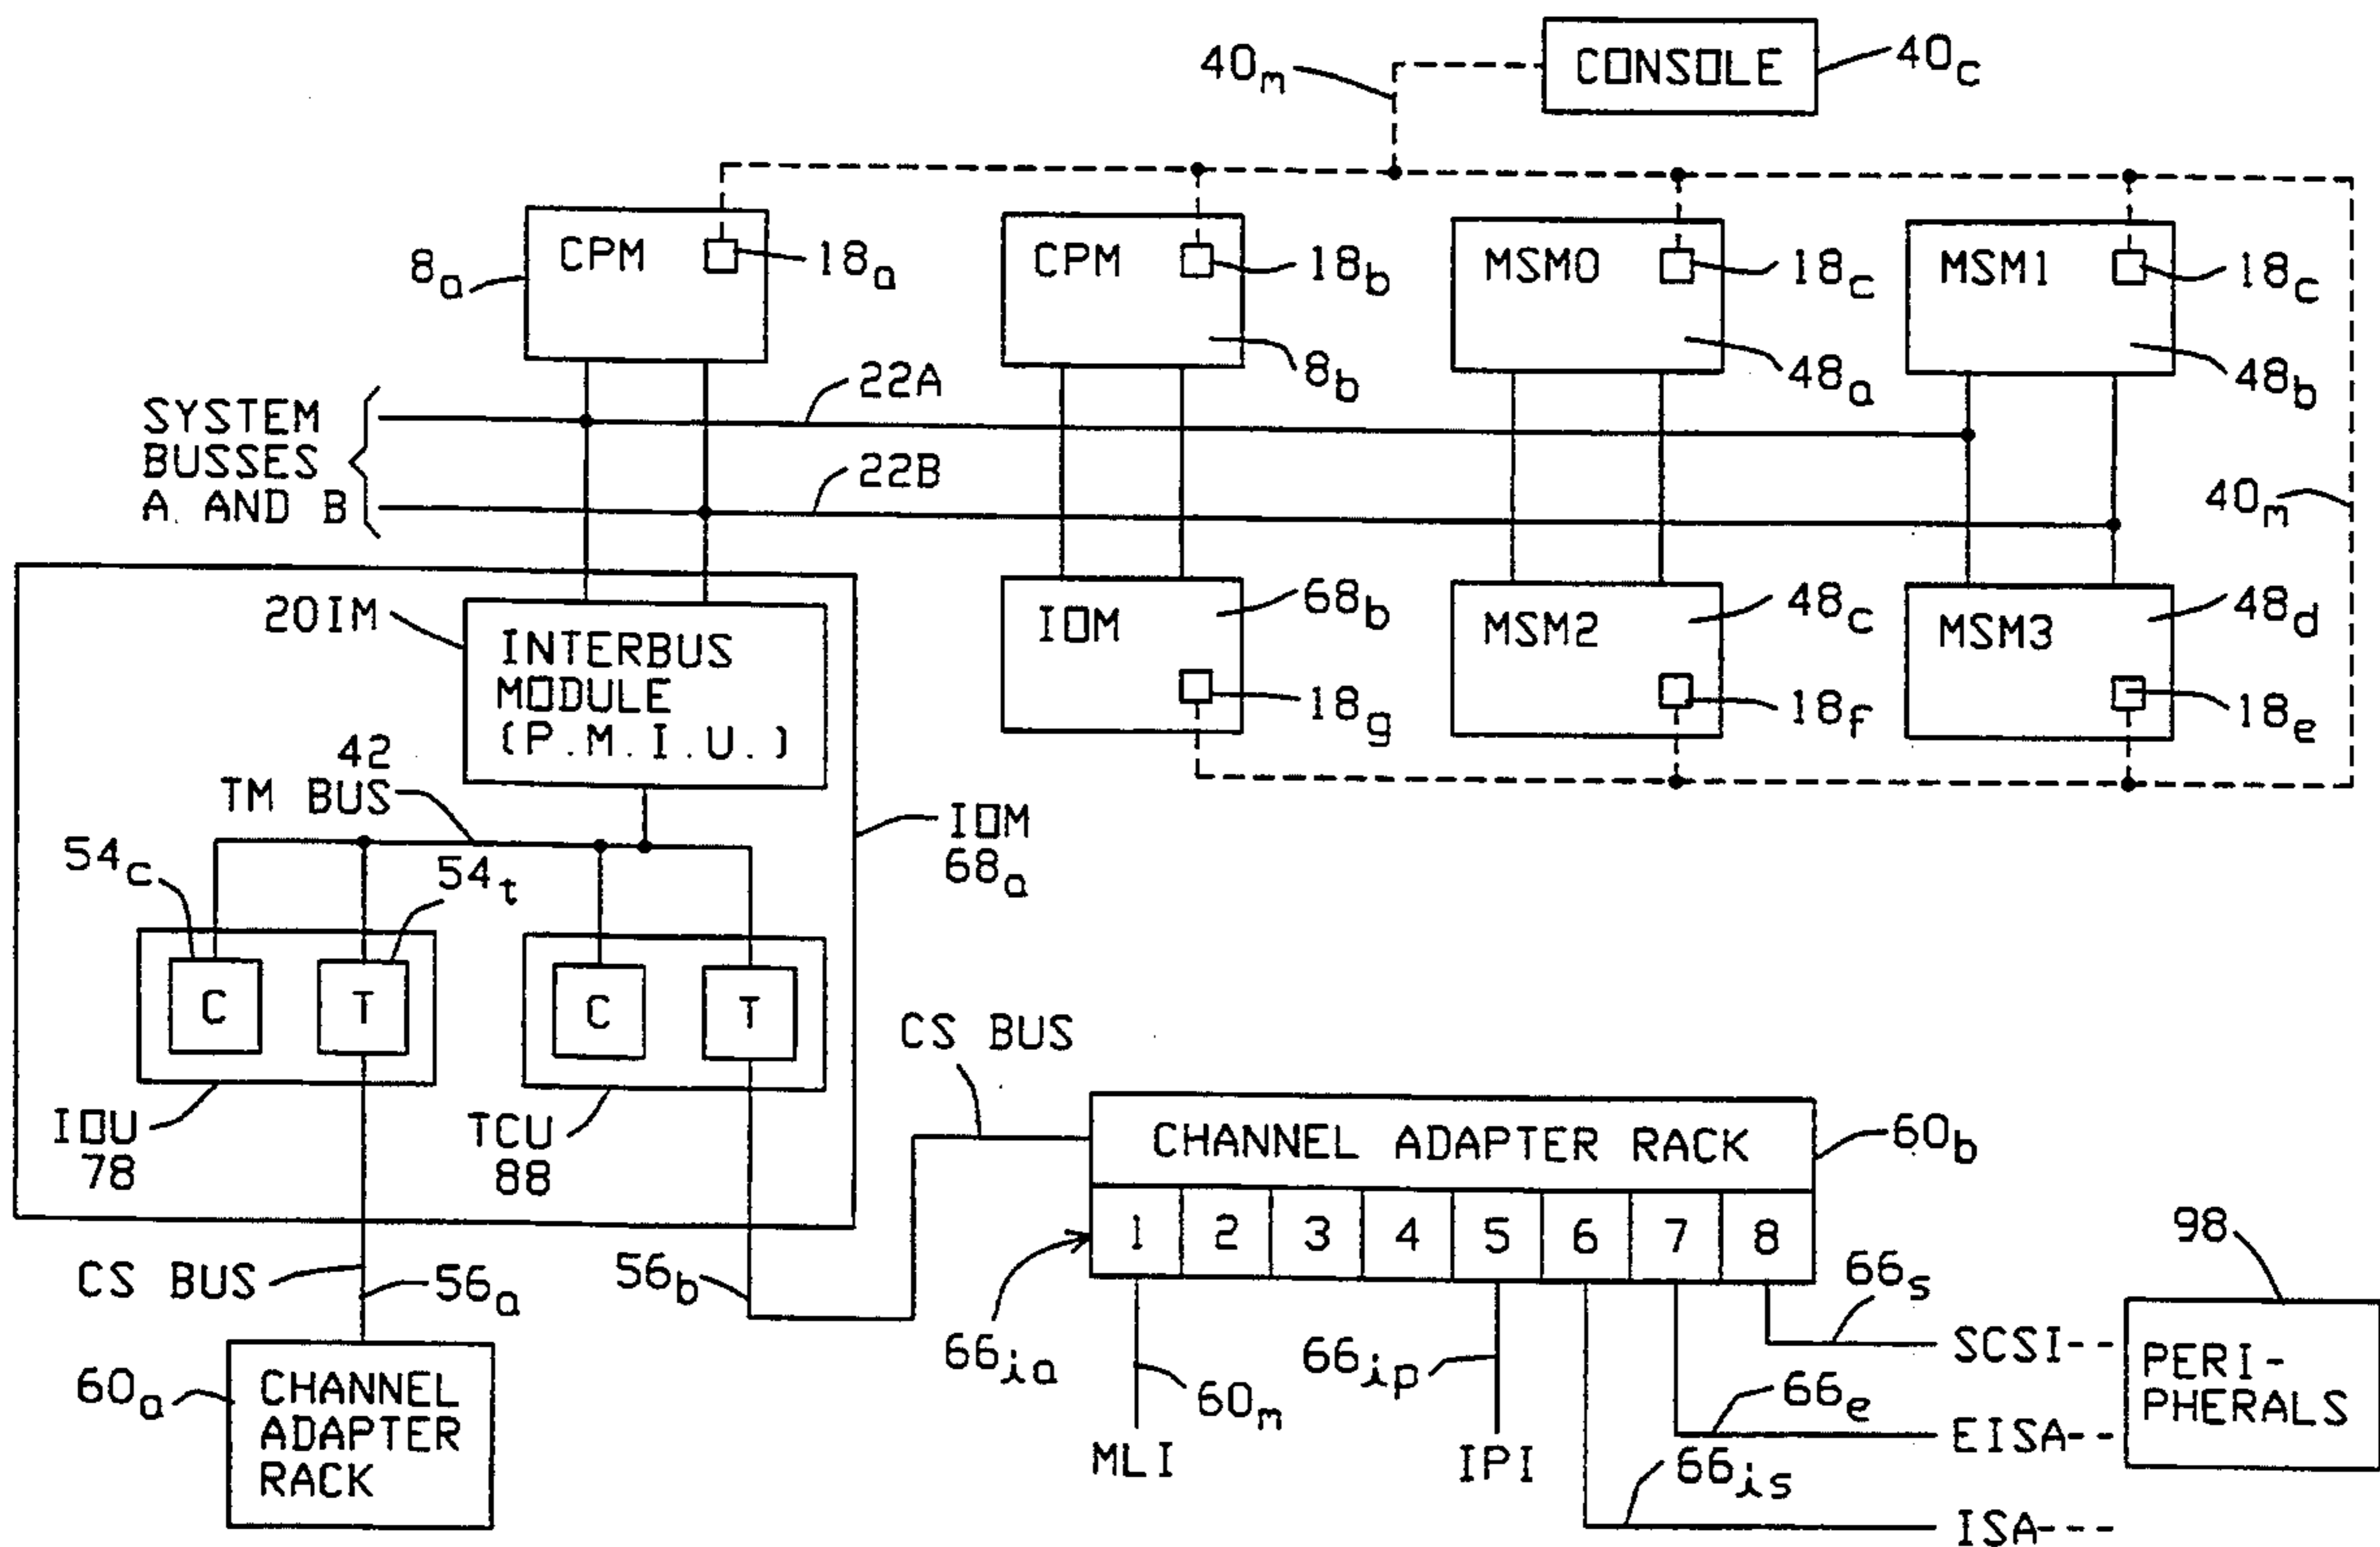 CONSOLE
40m
40c
CPM
18a
8a
CPM
18b
8b
MSM0
18c
48a
MSM1
18c
48b
SYSTEM
BUSSES
A AND B
22A
22B
40m
20IM
INTERBUS
MODULE
(P.M.I.U.)
IOM
68b
18g
MSM2
48c
18f
MSM3
48d
18e
42
TM BUS
IOM
68a
54c
54t
C
T
C
T
IOU
78
TCU
88
CS BUS
CHANNEL ADAPTER RACK
60b
1 2 3 4 5 6 7 8
CS BUS
56a
56b
66ia
66ip
66s
98
60a
CHANNEL
ADAPTER
RACK
60m
MLI
IPI
66e
66is
SCSI--
EISA--
ISA---
PERI-
PHERALS